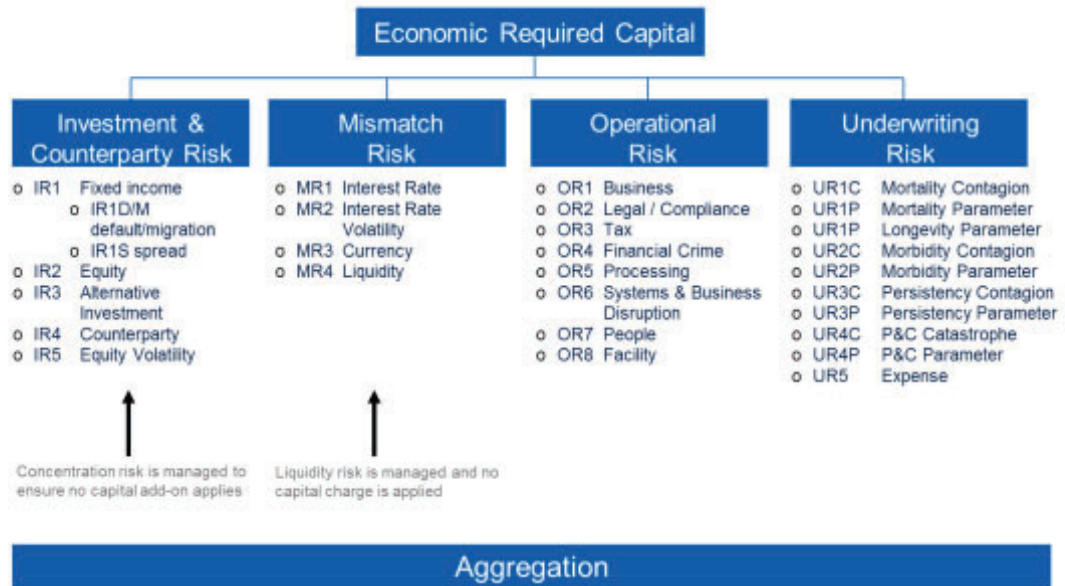 Economic Required Capital
Investment &
Counterparty Risk
o IR1 Fixed income
o IR1D/M
default/migration
o IR1S spread
o IR2 Equity
o IR3 Alternative
Investment
o IR4 Counterparty
o IR5 Equity Volatility
Concentration risk is managed to
ensure no capital add-on applies
Mismatch
Risk
o MR1 Interest Rate
o MR2 Interest Rate
Volatility
o MR3 Currency
o MR4 Liquidity
Liquidity risk is managed and no
capital charge is applied
Operational
Risk
o OR1 Business
o OR2 Legal / Compliance
o OR3 Tax
o OR4 Financial Crime
o OR5 Processing
o OR6 Systems & Business
Disruption
o OR7 People
o OR8 Facility
Underwriting
Risk
o UR1C Mortality Contagion
o UR1P Mortality Parameter
o UR1P Longevity Parameter
o UR2C Morbidity Contagion
o UR2P Morbidity Parameter
o UR3C Persistency Contagion
o UR3P Persistency Parameter
o UR4C P&C Catastrophe
o UR4P P&C Parameter
o UR5 Expense
Aggregation